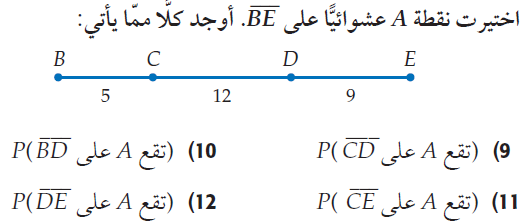 اختيرت نقطة A عشوائيًّا على BE. أوجد كلًّا ممّا يأتي:
B C D E
5 12 9
9) P(CD تقع A على)
10) P(BD تقع A على)
11) P(CE تقع A على)
12) P(DE تقع A على)